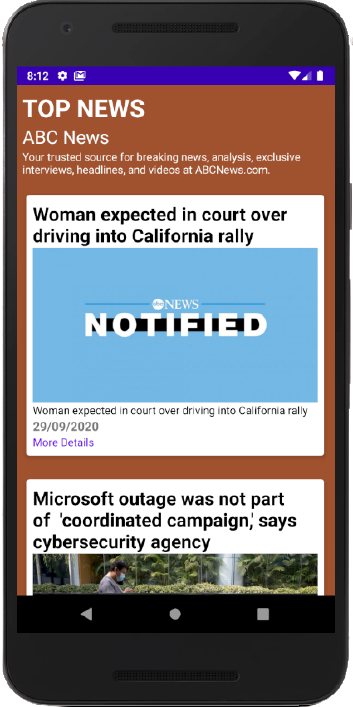 8:12
TOP NEWS
ABC News
Your trusted source for breaking news, analysis, exclusive
interviews, headlines, and videos at ABCNews.com.
Woman expected in court over
driving into California rally
abc NEWS
NOTIFIED
Woman expected in court over driving into California rally
29/09/2020
More Details
Microsoft outage was not part
of 'coordinated campaign,' says
cybersecurity agency